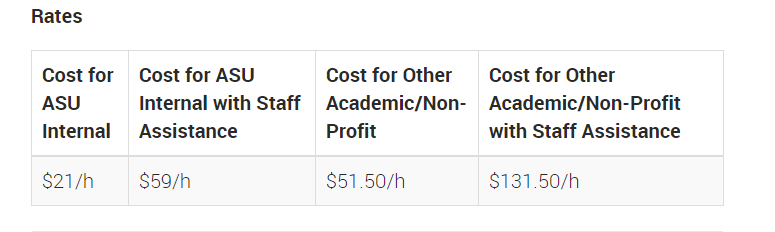 Rates
Cost for ASU Internal
Cost for ASU Internal with Staff Assistance
Cost for Other Academic/Non-Profit
Cost for Other Academic/Non-Profit with Staff Assistance
$21/h
$59/h
$51.50/h
$131.50/h